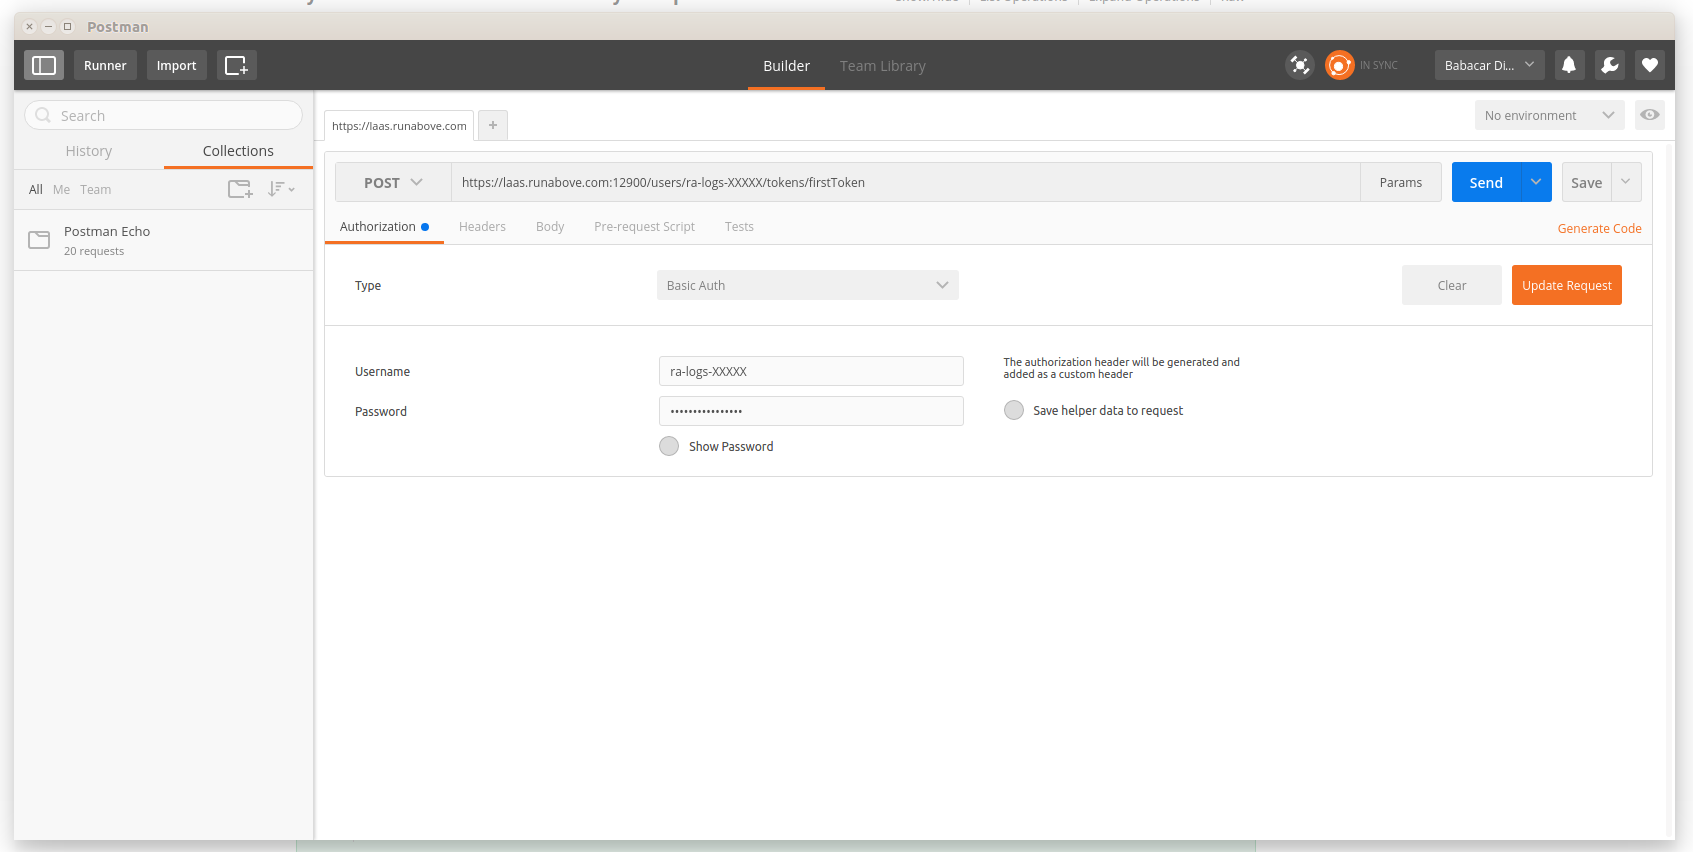 Postman
Runner Import Builder Team Library IN SYNC Babacar Di...
Search
History Collections
All Me Team
Postman Echo
20 requests
https://laas.runabove.com + No environment
POST https://laas.runabove.com:12900/users/ra-logs-XXXXX/tokens/firstToken Params Send Save
Authorization Headers Body Pre-request Script Tests Generate Code
Type Basic Auth Clear Update Request
Username ra-logs-XXXXX The authorization header will be generated and
added as a custom header
Password •••••••••••••••• Save helper data to request
Show Password